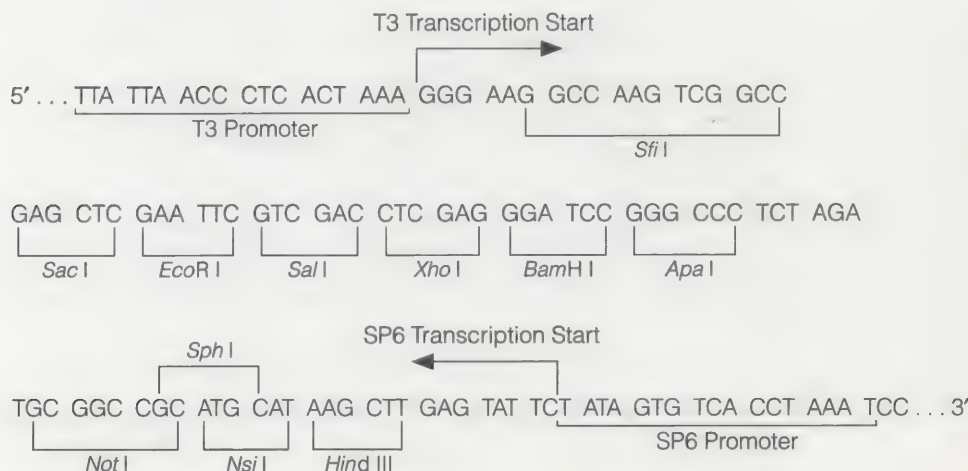 T3 Transcription Start
5' ... TTA TTA ACC CTC ACT AAA GGG AAG GCC AAG TCG GCC
T3 Promoter
Sfi I
GAG CTC GAA TTC GTC GAC CTC GAG GGA TCC GGG CCC TCT AGA
Sac I EcoR I Sal I Xho I BamH I Apa I
SP6 Transcription Start
Sph I
TGC GGC CGC ATG CAT AAG CTT GAG TAT TCT ATA GTG TCA CCT AAA TCC ... 3'
Not I Nsi I Hind III SP6 Promoter